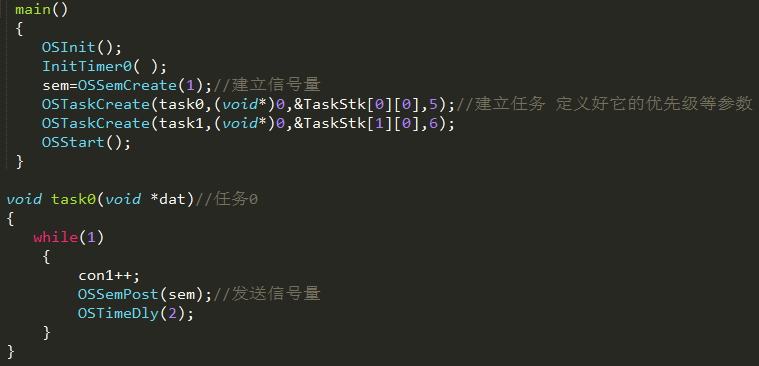 main()
{
OSInit();
InitTimer0( );
sem=OSSemCreate(1);//建立信号量
OSTaskCreate(task0,(void*)0,&TaskStk[0][0],5);//建立任务 定义好它的优先级等参数
OSTaskCreate(task1,(void*)0,&TaskStk[1][0],6);
OSStart();
}
void task0(void *dat)//任务0
{
while(1)
{
con1++;
OSSemPost(sem);//发送信号量
OSTimeDly(2);
}
}